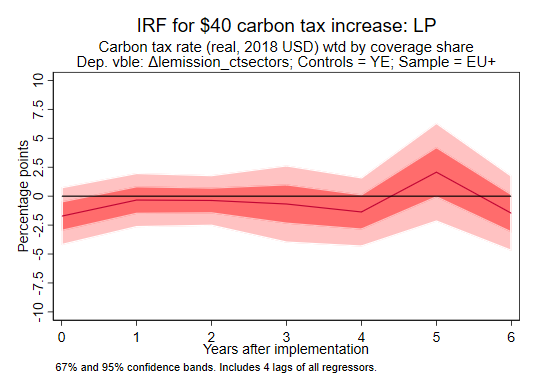 IRF for $40 carbon tax increase: LP
Carbon tax rate (real, 2018 USD) wtd by coverage share
Dep. vble: Δlemission_ctsectors; Controls = YE; Sample = EU+
Percentage points
10
7.5
5
2.5
0
-2.5
-5
-7.5
-10
0 1 2 3 4 5 6
Years after implementation
67% and 95% confidence bands. Includes 4 lags of all regressors.